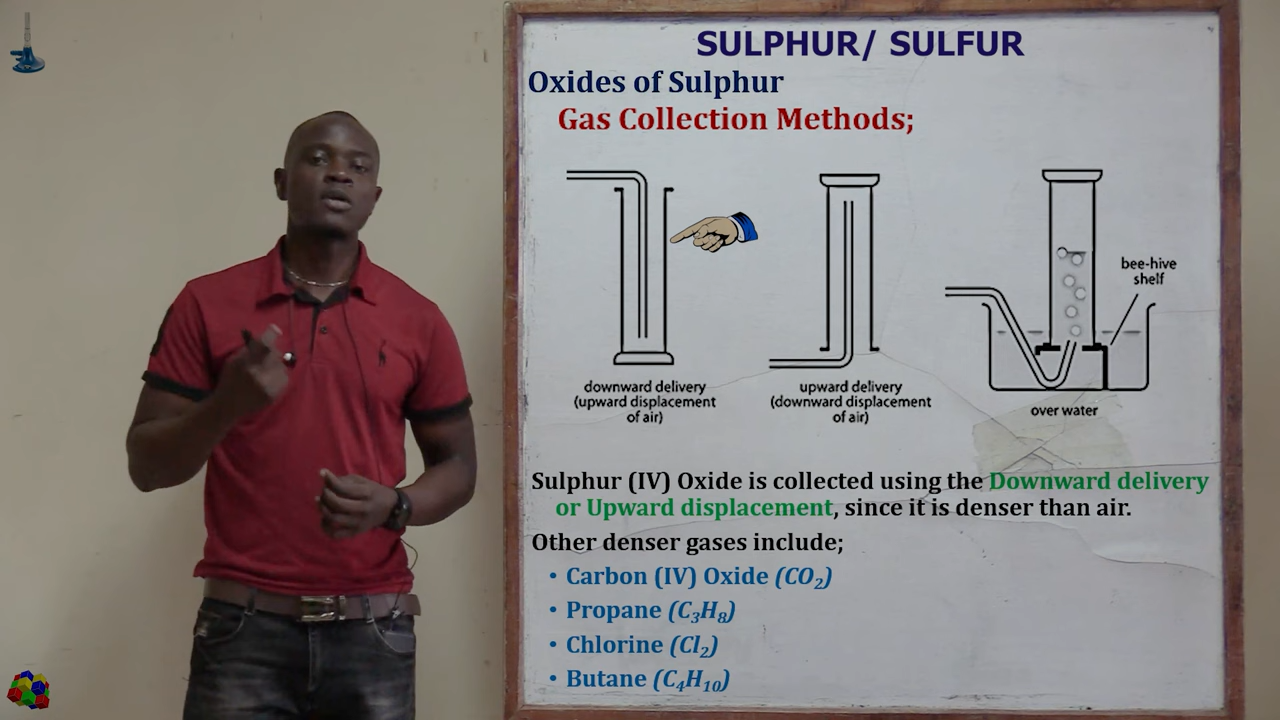 SULPHUR/ SULFUR
Oxides of Sulphur
Gas Collection Methods;
bee-hive
shelf
downward delivery
(upward displacement
of air)
upward delivery
(downward displacement
of air)
over water
Sulphur (IV) Oxide is collected using the Downward delivery
or Upward displacement, since it is denser than air.
Other denser gases include;
• Carbon (IV) Oxide (CO₂)
• Propane (C₃H₈)
• Chlorine (Cl₂)
• Butane (C₄H₁₀)